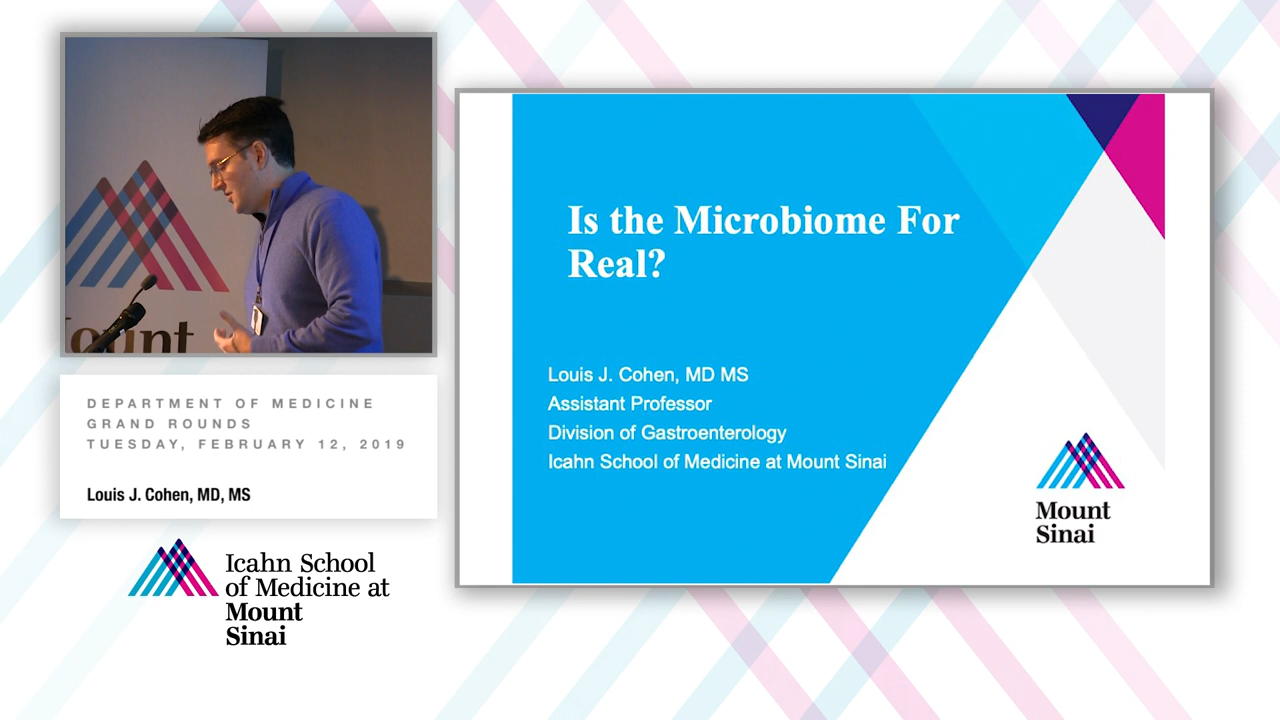 ount
DEPARTMENT OF MEDICINE
GRAND ROUNDS
TUESDAY, FEBRUARY 12, 2019
Louis J. Cohen, MD, MS
Icahn School
of Medicine at
Mount
Sinai
Is the Microbiome For
Real?
Louis J. Cohen, MD MS
Assistant Professor
Division of Gastroenterology
Icahn School of Medicine at Mount Sinai
Mount
Sinai